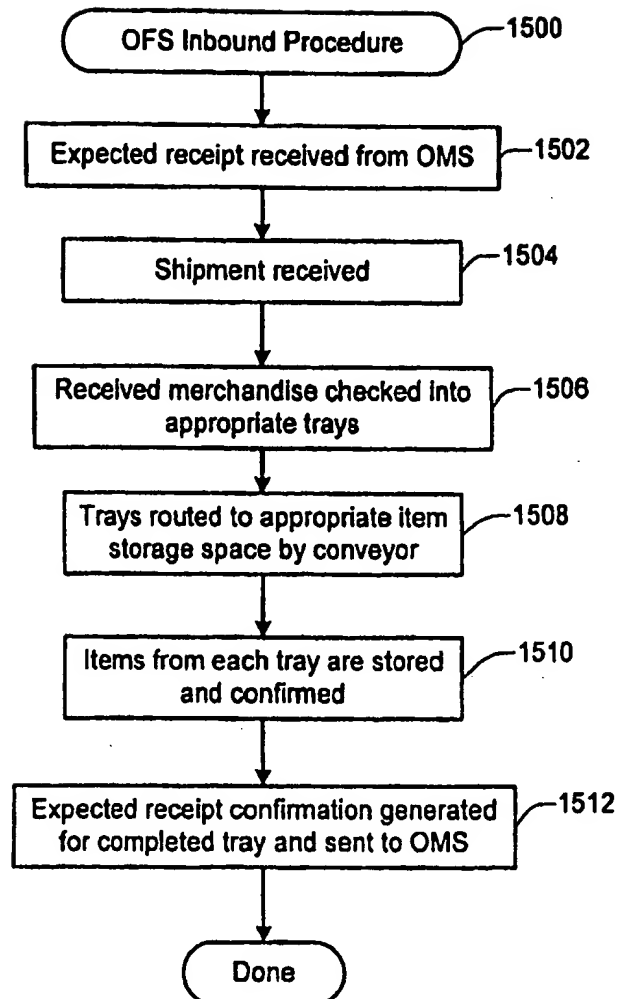 OFS Inbound Procedure
1500
Expected receipt received from OMS
1502
Shipment received
1504
Received merchandise checked into
appropriate trays
1506
Trays routed to appropriate item
storage space by conveyor
1508
Items from each tray are stored
and confirmed
1510
Expected receipt confirmation generated
for completed tray and sent to OMS
1512
Done